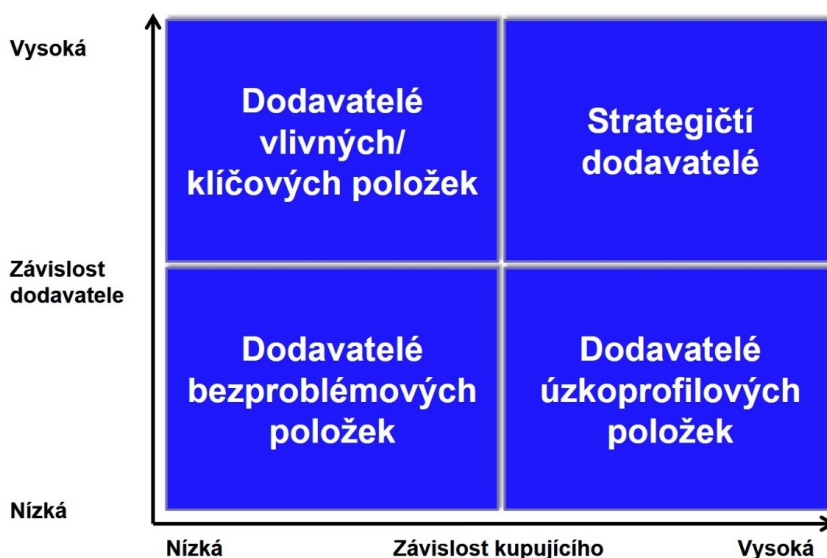 Vysoká
Dodavatelé
vlivných/
klíčových položek
Strategičtí
dodavatelé
Závislost
dodavatele
Dodavatelé
bezproblémových
položek
Dodavatelé
úzkoprofilových
položek
Nízká
Nízká
Závislost kupujícího
Vysoká